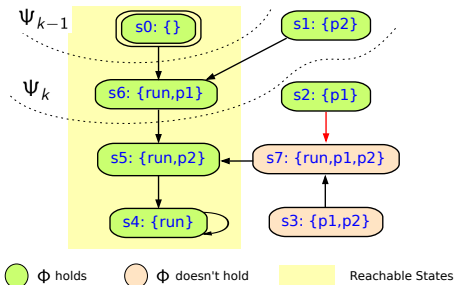 Ψk−1
s0: {}
s1: {p2}
Ψk
s6: {run,p1}
s2: {p1}
s5: {run,p2}
s7: {run,p1,p2}
s4: {run}
s3: {p1,p2}
Φ holds
Φ doesn't hold
Reachable States